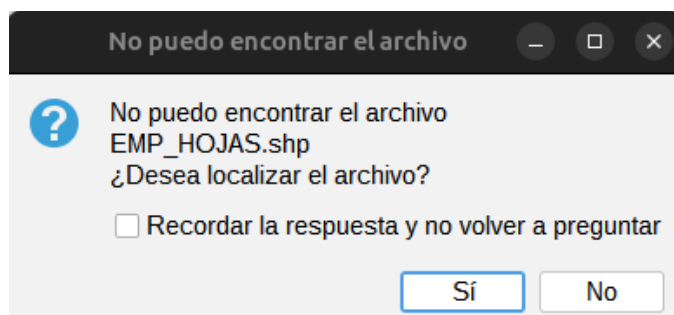 No puedo encontrar el archivo
No puedo encontrar el archivo
EMP_HOJAS.shp
¿Desea localizar el archivo?
Recordar la respuesta y no volver a preguntar
Sí
No